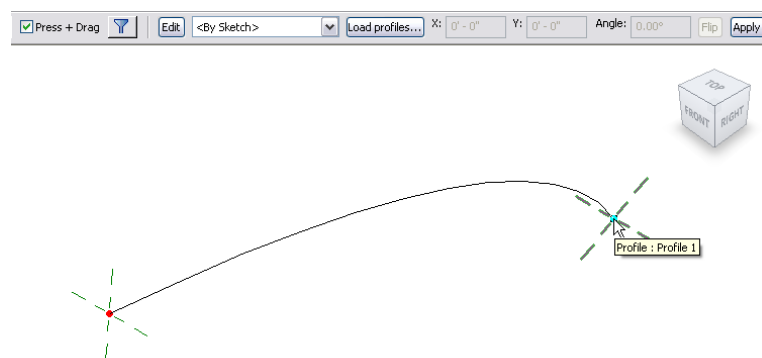 Press + Drag Edit <By Sketch> Load profiles... X: 0' - 0" Y: 0' - 0" Angle: 0.00° Flip Apply
TOP
FRONT RIGHT
Profile : Profile 1